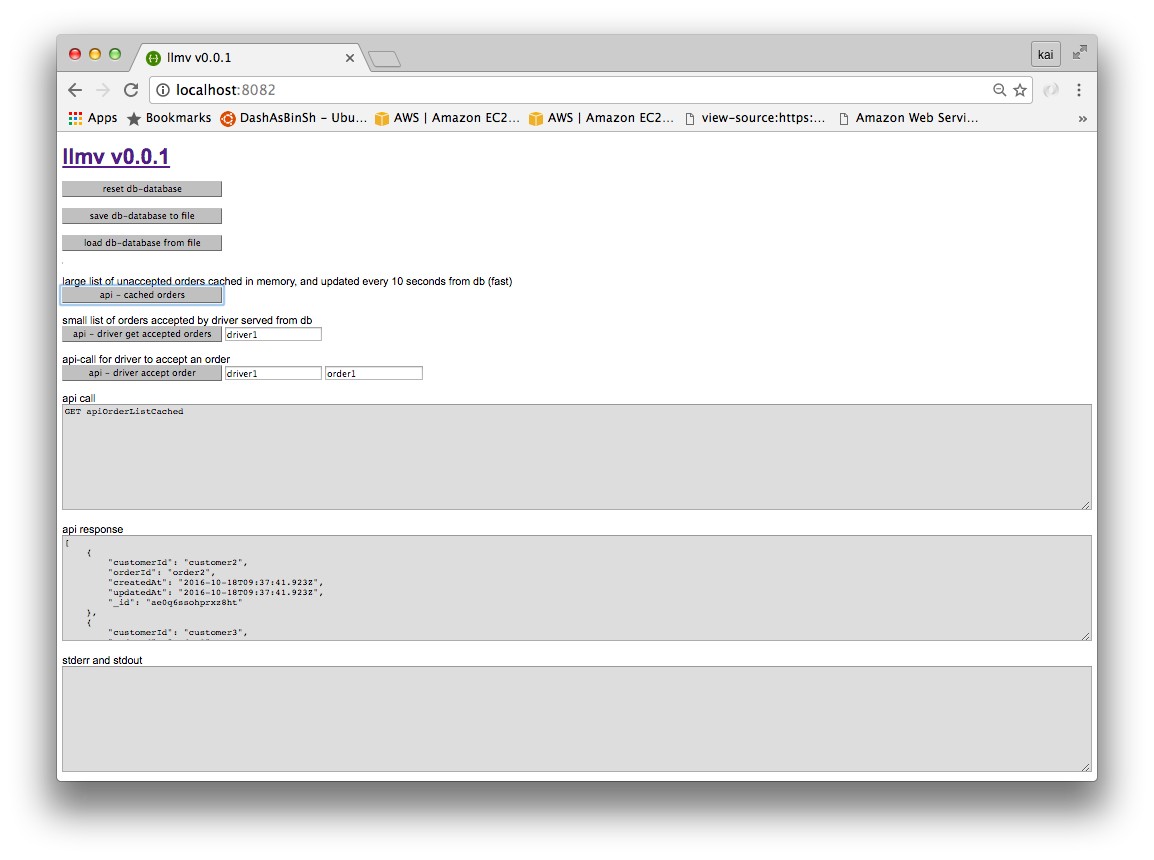 llmv v0.0.1
kai
localhost:8082
Apps Bookmarks DashAsBinSh – Ubu... AWS | Amazon EC2... AWS | Amazon EC2... view-source:https:... Amazon Web Servi... »
llmv v0.0.1
reset db-database
save db-database to file
load db-database from file
large list of unaccepted orders cached in memory, and updated every 10 seconds from db (fast)
api - cached orders
small list of orders accepted by driver served from db
api - driver get accepted orders driver1
api-call for driver to accept an order
api - driver accept order driver1 order1
api call
GET apiOrderListCached
api response
[
{
"customerId": "customer2",
"orderId": "order2",
"createdAt": "2016-10-18T09:37:41.923Z",
"updatedAt": "2016-10-18T09:37:41.923Z",
"_id": "ae0q6ssohprxz8ht"
},
{
"customerId": "customer3",
stderr and stdout